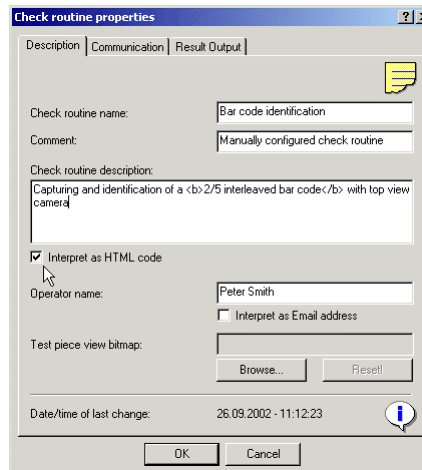 Check routine properties
Description Communication Result Output
Check routine name: Bar code identification
Comment: Manually configured check routine
Check routine description:
Capturing and identification of a <b>2/5 interleaved bar code</b> with top view
camera
Interpret as HTML code
Operator name: Peter Smith
Interpret as Email address
Test piece view bitmap:
Browse... Reset!
Date/time of last change: 26.09.2002 - 11:12:23
OK Cancel